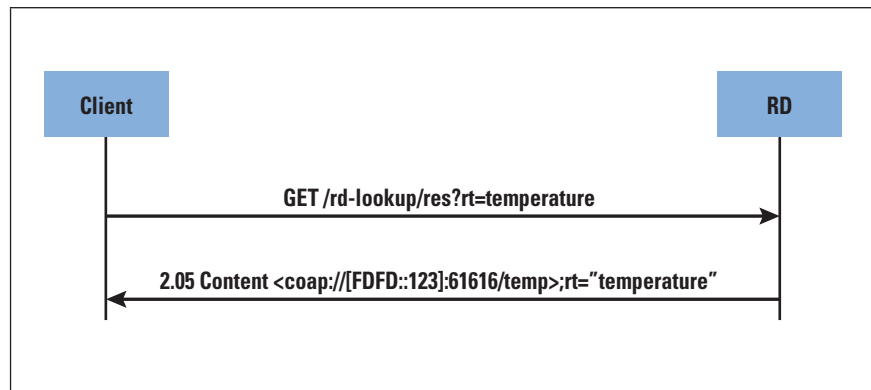 Client
RD
GET /rd-lookup/res?rt=temperature
2.05 Content <coap://[FDFD::123]:61616/temp>;rt=”temperature”